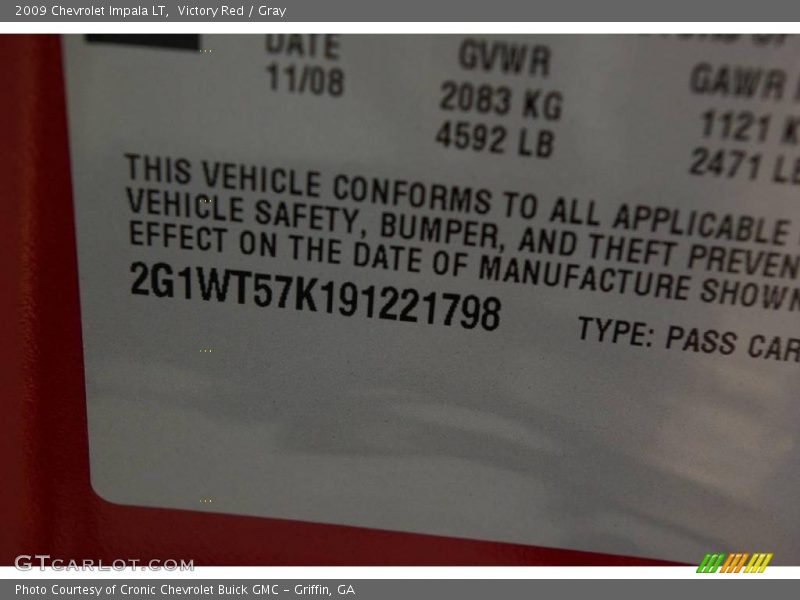 2009 Chevrolet Impala LT, Victory Red / Gray
DATE GVWR GAWR
11/08 2083 KG 1121 K
4592 LB 2471 LB
THIS VEHICLE CONFORMS TO ALL APPLICABLE
VEHICLE SAFETY, BUMPER, AND THEFT PREVEN
EFFECT ON THE DATE OF MANUFACTURE SHOWN
2G1WT57K191221798 TYPE: PASS CAR
GTcarlot.com
Photo Courtesy of Cronic Chevrolet Buick GMC - Griffin, GA